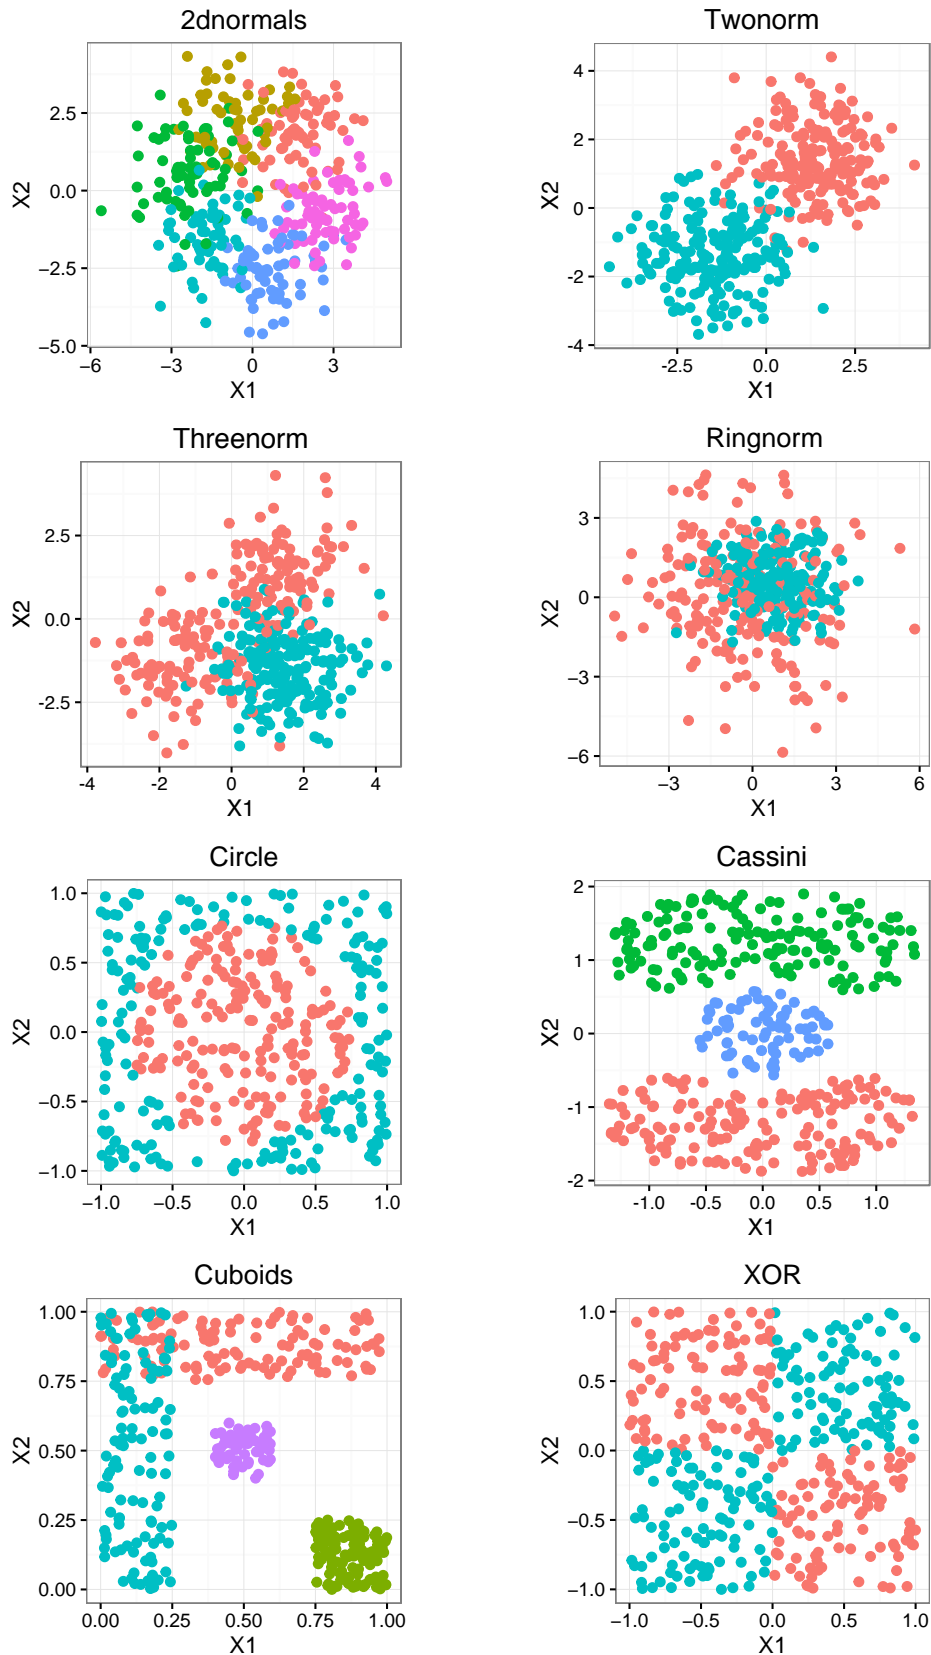 2dnormals
2.5
0.0
−2.5
−5.0
−6 −3 0 3
X1
X2
Twonorm
4
2
0
-2
-4
-2.5 0.0 2.5
X1
X2
Threenorm
2.5
0.0
-2.5
-4 -2 0 2 4
X1
X2
Ringnorm
3
0
−3
−6
−3 0 3 6
X1
X2
Circle
1.0
0.5
0.0
−0.5
−1.0
−1.0 −0.5 0.0 0.5 1.0
X1
X2
Cassini
2
1
0
-1
-2
-1.0 -0.5 0.0 0.5 1.0
X1
X2
Cuboids
1.00
0.75
0.50
0.25
0.00
0.00 0.25 0.50 0.75 1.00
X1
X2
XOR
1.0
0.5
0.0
−0.5
−1.0
−1.0 −0.5 0.0 0.5 1.0
X1
X2